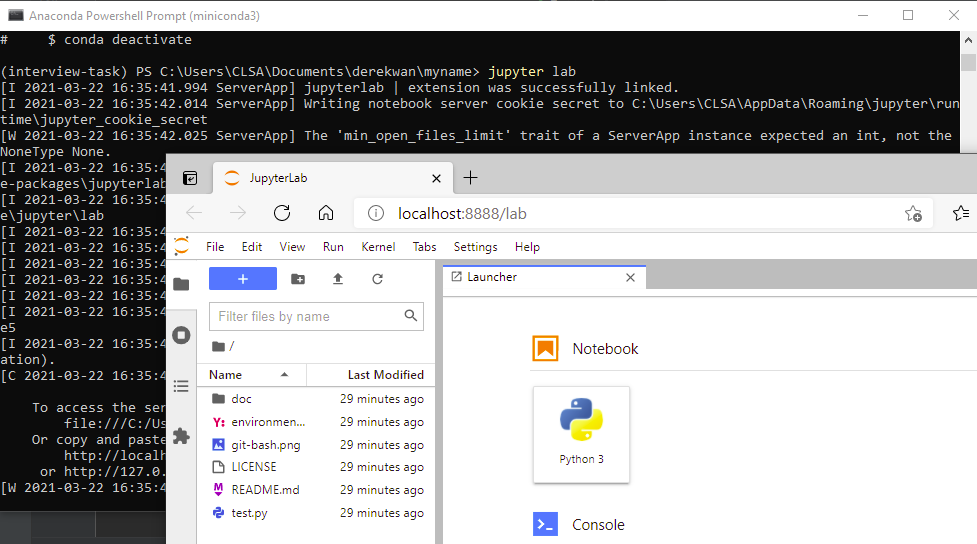 Anaconda Powershell Prompt (miniconda3)
#     $ conda deactivate
(interview-task) PS C:\Users\CLSA\Documents\derekwan\myname> jupyter lab
[I 2021-03-22 16:35:41.994 ServerApp] jupyterlab | extension was successfully linked.
[I 2021-03-22 16:35:42.014 ServerApp] Writing notebook server cookie secret to C:\Users\CLSA\AppData\Roaming\jupyter\run
time\jupyter_cookie_secret
[W 2021-03-22 16:35:42.025 ServerApp] The 'min_open_files_limit' trait of a ServerApp instance expected an int, not the
NoneType None.
[I 2021-03-22 16:35:4
e-packages\jupyterlab
[I 2021-03-22 16:35:4
e\jupyter\lab
[I 2021-03-22 16:35:4
[I 2021-03-22 16:35:4
[I 2021-03-22 16:35:4
[I 2021-03-22 16:35:4
[I 2021-03-22 16:35:4
[I 2021-03-22 16:35:4
e5
[I 2021-03-22 16:35:4
ation).
[C 2021-03-22 16:35:4
To access the ser
file:///C:/Us
Or copy and paste
http://localh
or http://127.0.
[W 2021-03-22 16:35:4
JupyterLab
localhost:8888/lab
File Edit View Run Kernel Tabs Settings Help
Filter files by name
/
Name Last Modified
doc 29 minutes ago
Y: environmen... 29 minutes ago
git-bash.png 29 minutes ago
LICENSE 29 minutes ago
README.md 29 minutes ago
test.py 29 minutes ago
Launcher
Notebook
Python 3
Console